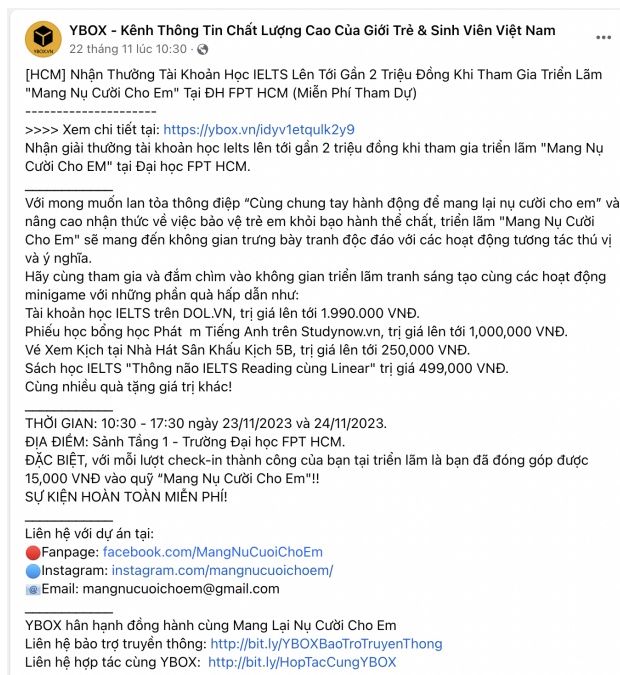 YBOX.VN
YBOX - Kênh Thông Tin Chất Lượng Cao Của Giới Trẻ & Sinh Viên Việt Nam
22 tháng 11 lúc 10:30 ·
[HCM] Nhận Thưởng Tài Khoản Học IELTS Lên Tới Gần 2 Triệu Đồng Khi Tham Gia Triển Lãm
"Mang Nụ Cười Cho Em" Tại ĐH FPT HCM (Miễn Phí Tham Dự)
---------------------
>>>> Xem chi tiết tại: https://ybox.vn/idyv1etqulk2y9
Nhận giải thưởng tài khoản học Ielts lên tới gần 2 triệu đồng khi tham gia triển lãm "Mang Nụ
Cười Cho EM" tại Đại học FPT HCM.
_____________
Với mong muốn lan tỏa thông điệp “Cùng chung tay hành động để mang lại nụ cười cho em” và
nâng cao nhận thức về việc bảo vệ trẻ em khỏi bạo hành thể chất, triển lãm "Mang Nụ Cười
Cho Em" sẽ mang đến không gian trưng bày tranh độc đáo với các hoạt động tương tác thú vị
và ý nghĩa.
Hãy cùng tham gia và đắm chìm vào không gian triển lãm tranh sáng tạo cùng các hoạt động
minigame với những phần quà hấp dẫn như:
Tài khoản học IELTS trên DOL.VN, trị giá lên tới 1.990.000 VNĐ.
Phiếu học bổng học Phát  m Tiếng Anh trên Studynow.vn, trị giá lên tới 1,000,000 VNĐ.
Vé Xem Kịch tại Nhà Hát Sân Khấu Kịch 5B, trị giá lên tới 250,000 VNĐ.
Sách học IELTS "Thông não IELTS Reading cùng Linear" trị giá 499,000 VNĐ.
Cùng nhiều quà tặng giá trị khác!
_____________
THỜI GIAN: 10:30 - 17:30 ngày 23/11/2023 và 24/11/2023.
ĐỊA ĐIỂM: Sảnh Tầng 1 - Trường Đại học FPT HCM.
ĐẶC BIỆT, với mỗi lượt check-in thành công của bạn tại triển lãm là bạn đã đóng góp được
15,000 VNĐ vào quỹ “Mang Nụ Cười Cho Em"!!
SỰ KIỆN HOÀN TOÀN MIỄN PHÍ!
_____________
Liên hệ với dự án tại:
🔴Fanpage: facebook.com/MangNuCuoiChoEm
🔵Instagram: instagram.com/mangnucuoichoem/
📧Email: mangnucuoichoem@gmail.com
_____________
YBOX hân hạnh đồng hành cùng Mang Lại Nụ Cười Cho Em
Liên hệ bảo trợ truyền thông: http://bit.ly/YBOXBaoTroTruyenThong
Liên hệ hợp tác cùng YBOX:  http://bit.ly/HopTacCungYBOX